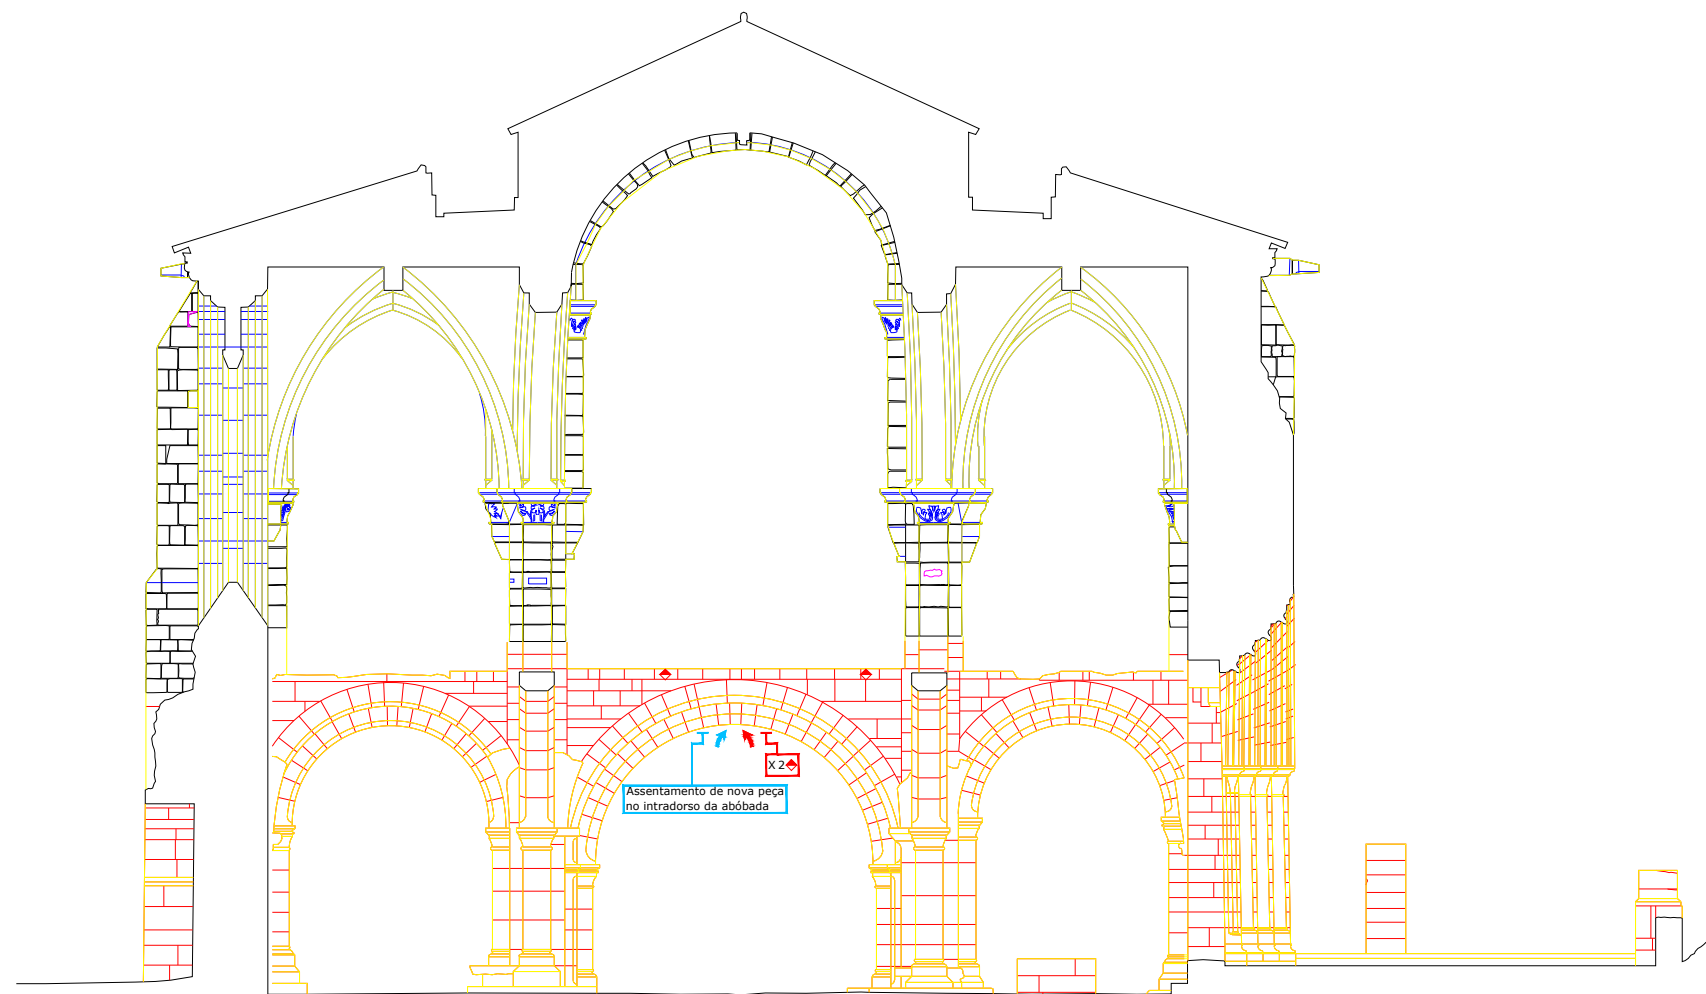 X 2
Assentamento de nova peça
no intradorso da abóbada